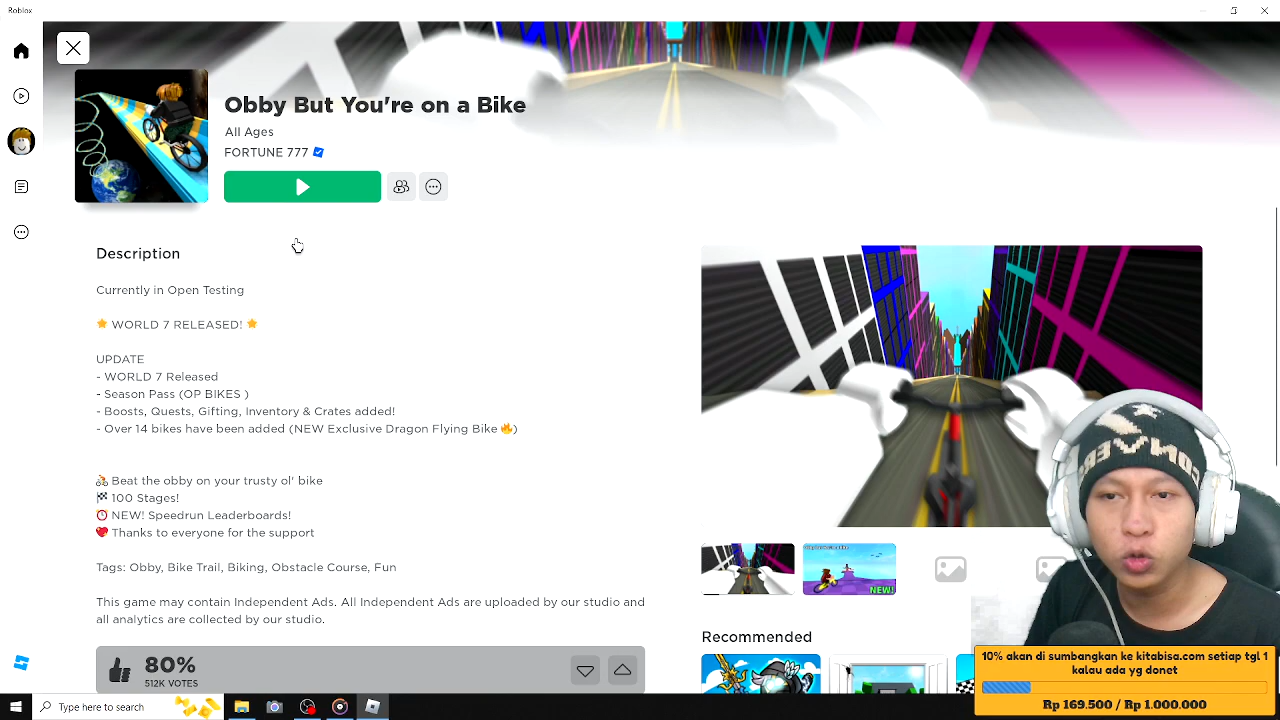 Roblox
Obby But You're on a Bike
All Ages
FORTUNE 777
Description
Currently in Open Testing
⭐ WORLD 7 RELEASED! ⭐
UPDATE
- WORLD 7 Released
- Season Pass (OP BIKES )
- Boosts, Quests, Gifting, Inventory & Crates added!
- Over 14 bikes have been added (NEW Exclusive Dragon Flying Bike 🔥)
🚴 Beat the obby on your trusty ol' bike
🏁 100 Stages!
⏰ NEW! Speedrun Leaderboards!
❤️ Thanks to everyone for the support
Tags: Obby, Bike Trail, Biking, Obstacle Course, Fun
This game may contain Independent Ads. All Independent Ads are uploaded by our studio and
all analytics are collected by our studio.
80%
512K VOTES
NEW!
Recommended
CONVERSE
10% akan di sumbangkan ke kitabisa.com setiap tgl 1
kalau ada yg donet
Rp 169.500 / Rp 1.000.000
Type here to search